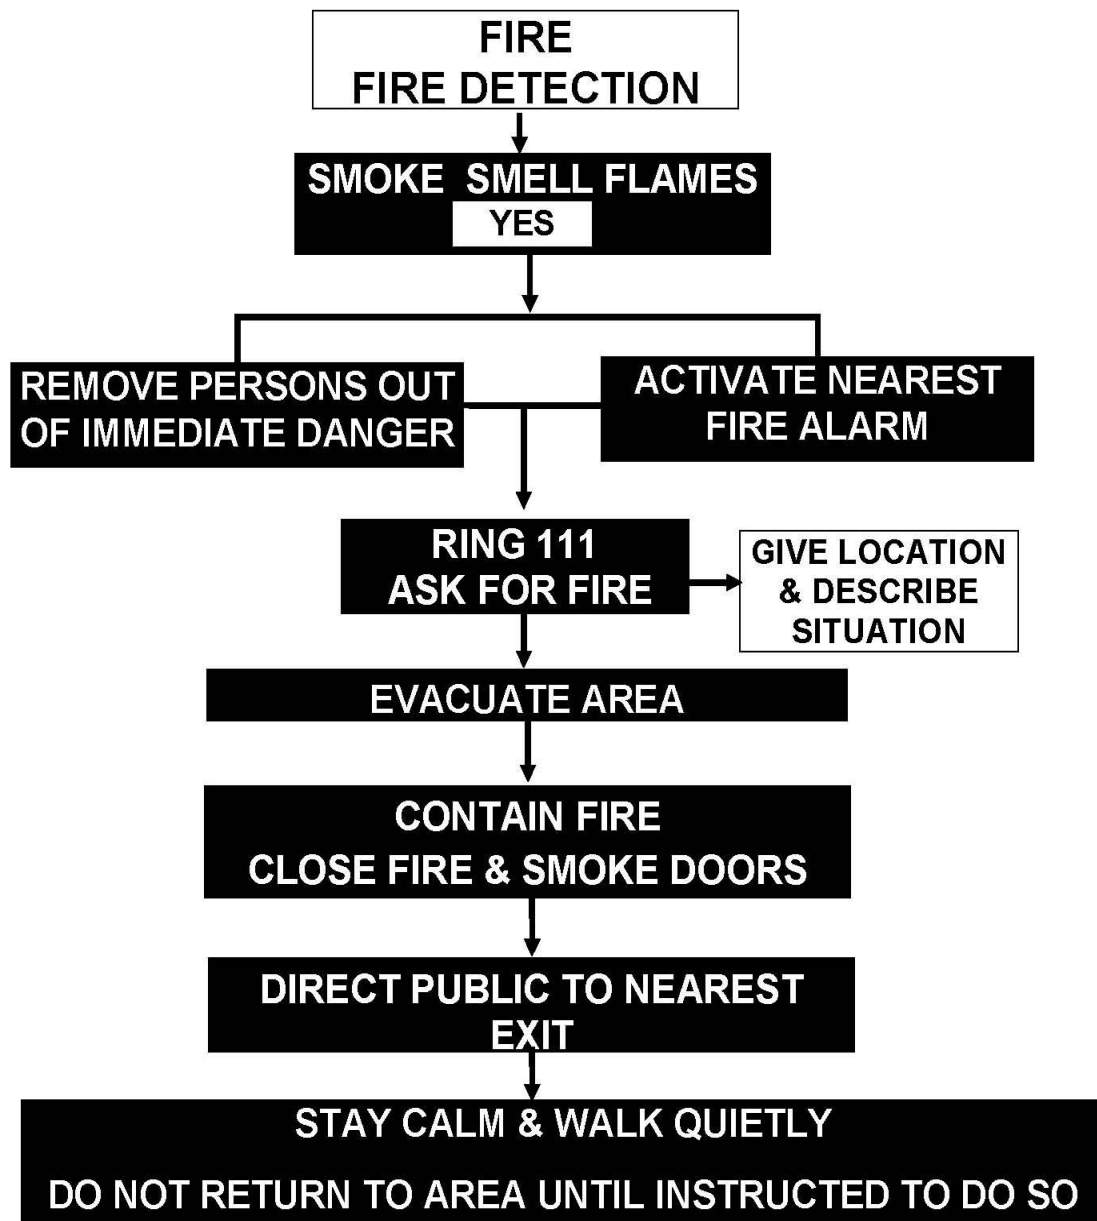 FIRE
FIRE DETECTION
SMOKE SMELL FLAMES
YES
REMOVE PERSONS OUT
OF IMMEDIATE DANGER
ACTIVATE NEAREST
FIRE ALARM
RING 111
ASK FOR FIRE
GIVE LOCATION
& DESCRIBE
SITUATION
EVACUATE AREA
CONTAIN FIRE
CLOSE FIRE & SMOKE DOORS
DIRECT PUBLIC TO NEAREST
EXIT
STAY CALM & WALK QUIETLY
DO NOT RETURN TO AREA UNTIL INSTRUCTED TO DO SO